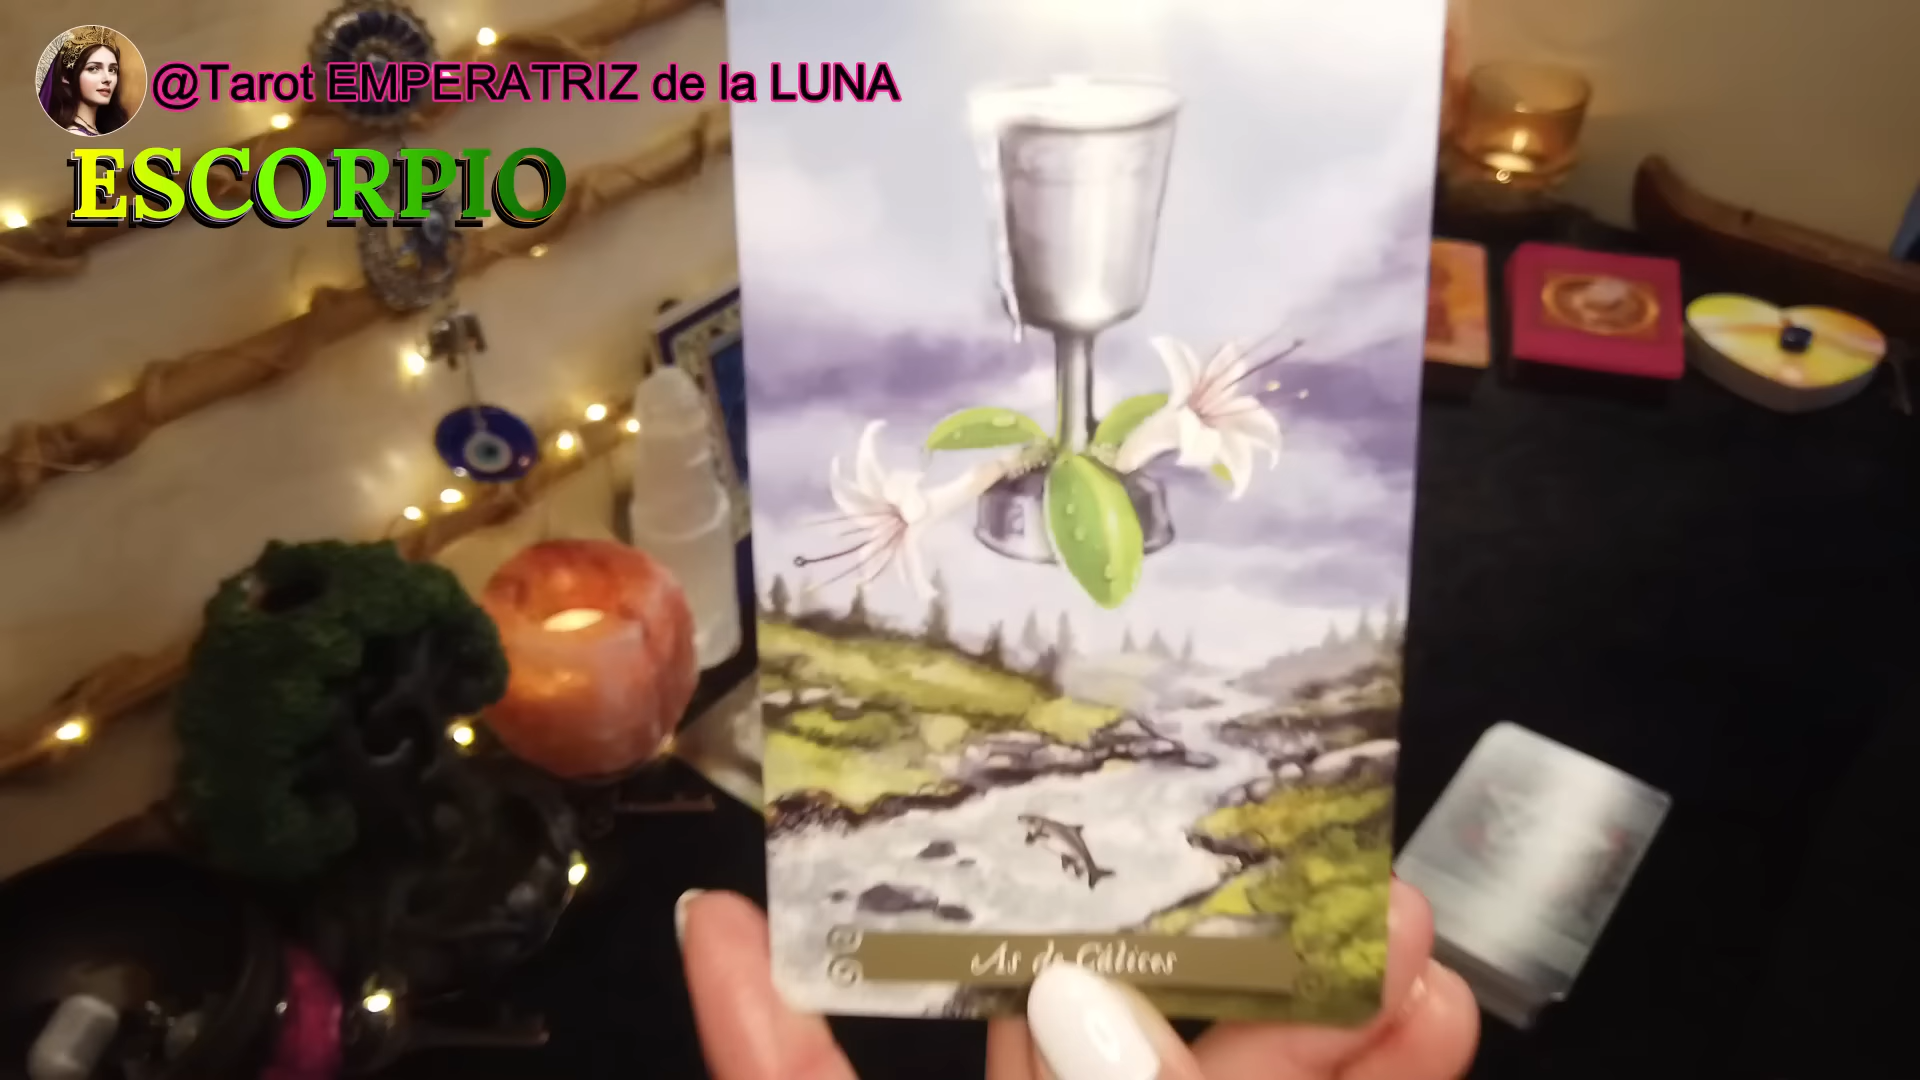 @Tarot EMPERATRIZ de la LUNA
ESCORPIO
As de Cálices